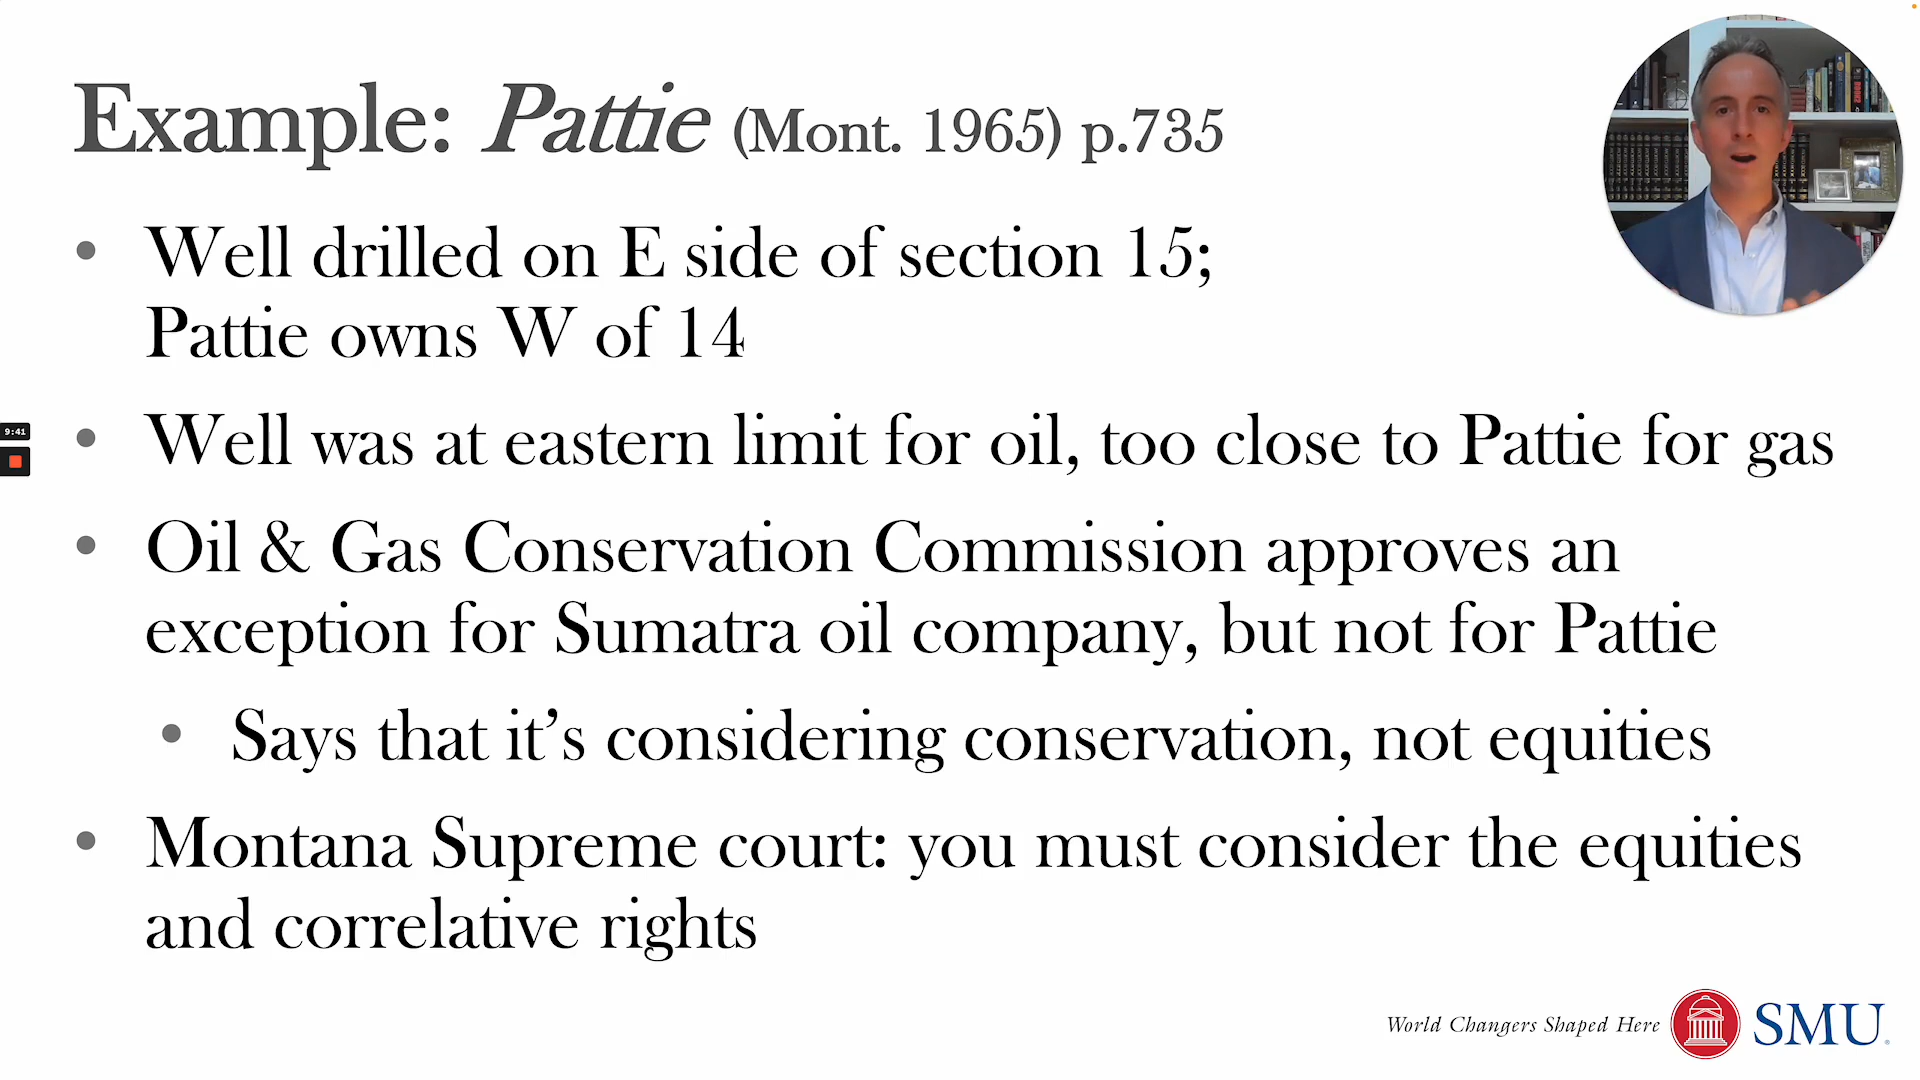 Example: Pattie (Mont. 1965) p.735
• Well drilled on E side of section 15;
Pattie owns W of 14
• Well was at eastern limit for oil, too close to Pattie for gas
9:41
• Oil & Gas Conservation Commission approves an
exception for Sumatra oil company, but not for Pattie
• Says that it’s considering conservation, not equities
• Montana Supreme court: you must consider the equities
and correlative rights
World Changers Shaped Here SMU